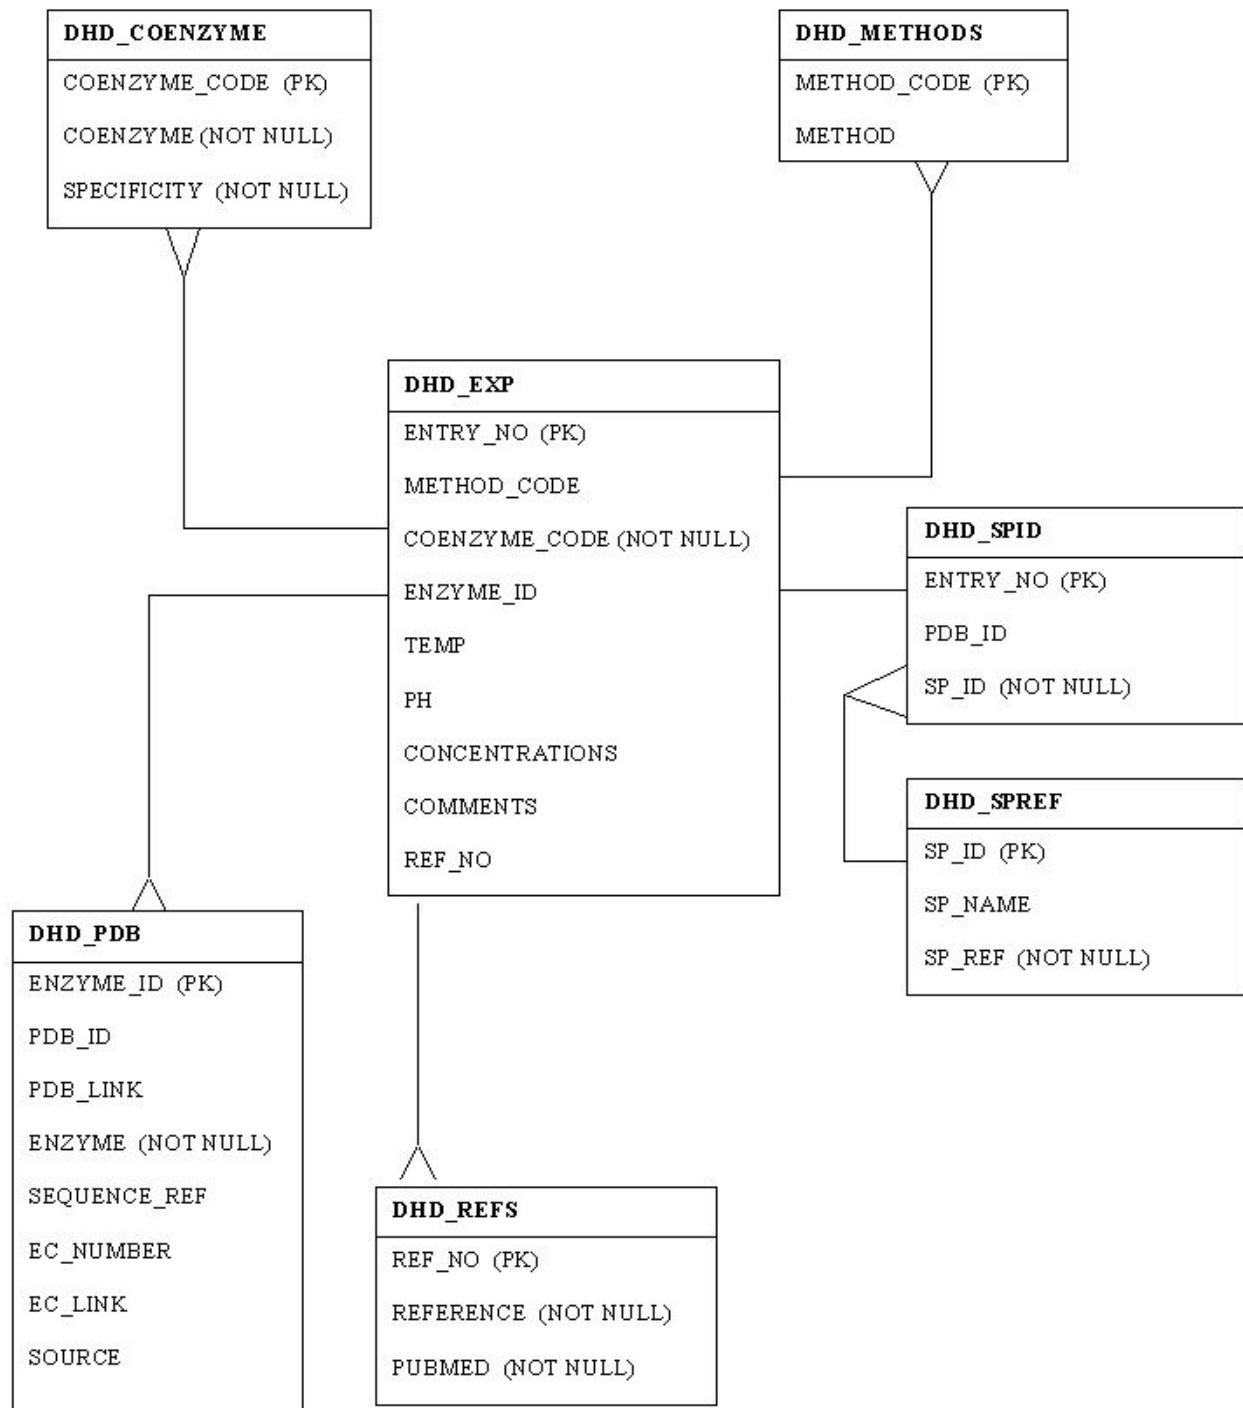 DHD_COENZYME
COENZYME_CODE (PK)
COENZYME (NOT NULL)
SPECIFICITY (NOT NULL)
DHD_METHODS
METHOD_CODE (PK)
METHOD
DHD_EXP
ENTRY_NO (PK)
METHOD_CODE
COENZYME_CODE (NOT NULL)
ENZYME_ID
TEMP
PH
CONCENTRATIONS
COMMENTS
REF_NO
DHD_SPID
ENTRY_NO (PK)
PDB_ID
SP_ID (NOT NULL)
DHD_SPREF
SP_ID (PK)
SP_NAME
SP_REF (NOT NULL)
DHD_PDB
ENZYME_ID (PK)
PDB_ID
PDB_LINK
ENZYME (NOT NULL)
SEQUENCE_REF
EC_NUMBER
EC_LINK
SOURCE
DHD_REFS
REF_NO (PK)
REFERENCE (NOT NULL)
PUBMED (NOT NULL)